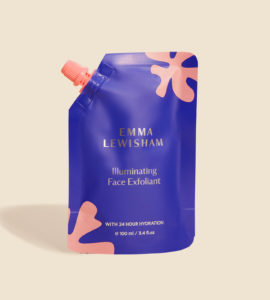 EMMA
LEWISHAM
Illuminating
Face Exfoliant
WITH 24 HOUR HYDRATION
℮ 100 ml / 3.4 fl oz